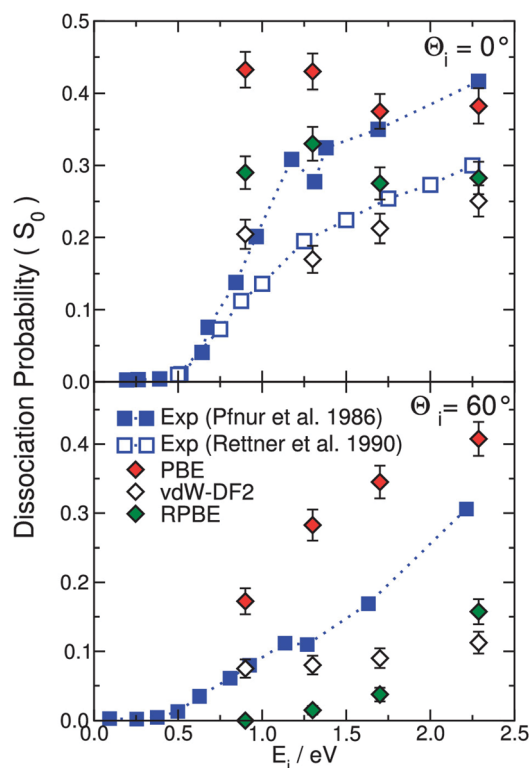 Θi = 0°
0.5
0.4
0.3
0.2
0.1
0.0
Dissociation Probability ( S0 )
Exp (Pfnur et al. 1986)
Exp (Rettner et al. 1990)
PBE
vdW-DF2
RPBE
Θi = 60°
0.4
0.3
0.2
0.1
0.0
0.0 0.5 1.0 1.5 2.0 2.5
Ei / eV